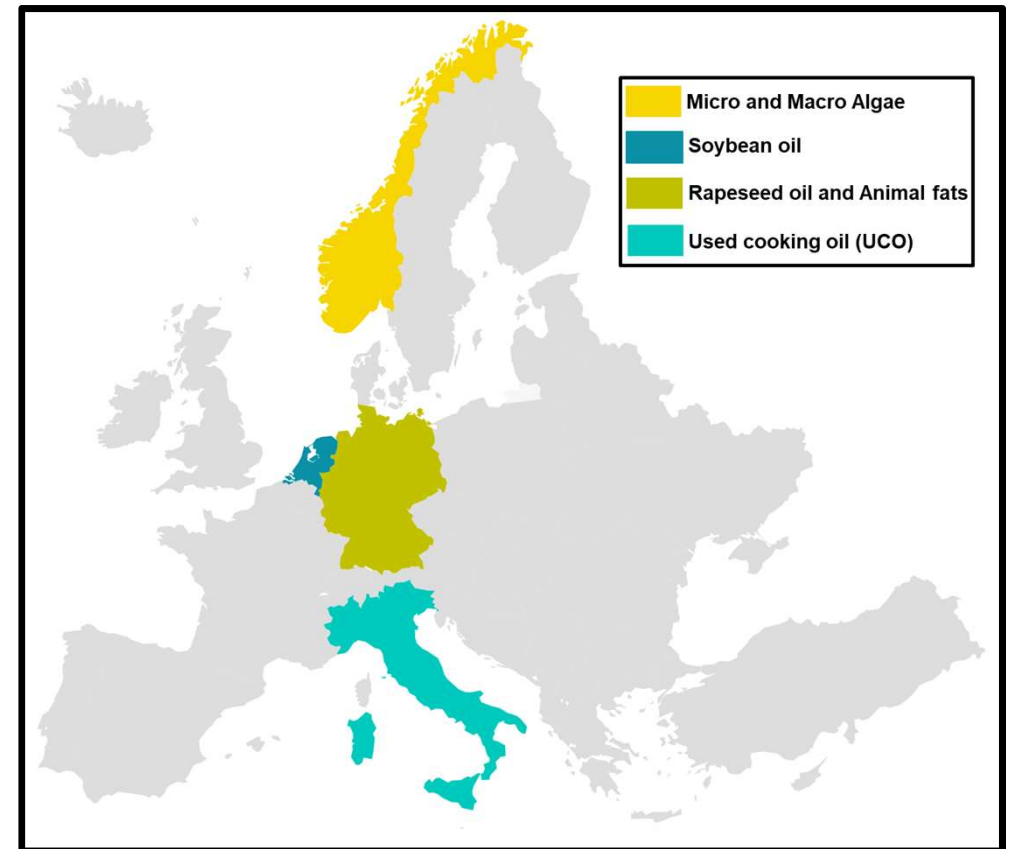 Micro and Macro Algae
Soybean oil
Rapeseed oil and Animal fats
Used cooking oil (UCO)